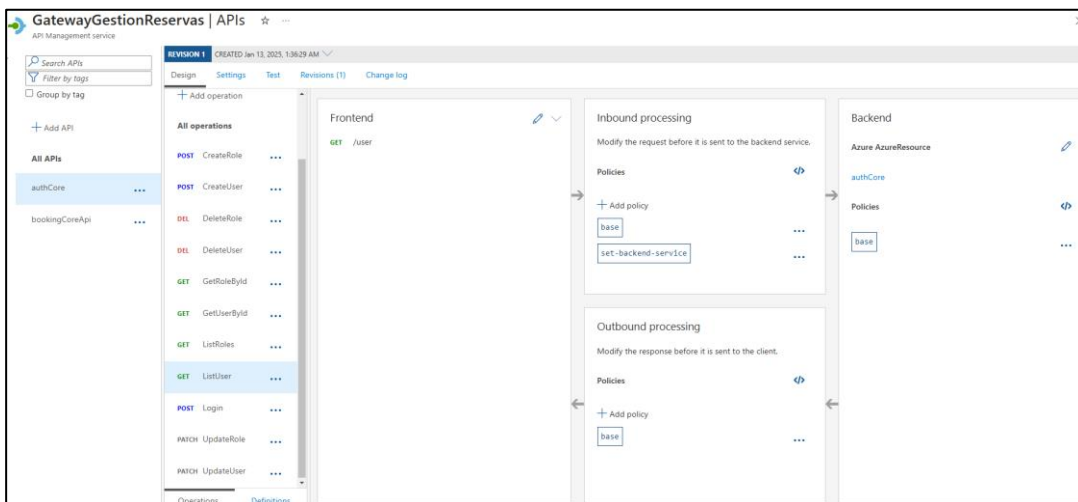 GatewayGestionReservas | APIs
API Management service
Search APIs
Filter by tags
Group by tag
+ Add API
All APIs
authCore
bookingCoreApi
REVISION 1 CREATED Jan 13, 2025, 1:36:29 AM
Design Settings Test Revisions (1) Change log
+ Add operation
All operations
POST CreateRole
POST CreateUser
DEL DeleteRole
DEL DeleteUser
GET GetRoleById
GET GetUserById
GET ListRoles
GET ListUser
POST Login
PATCH UpdateRole
PATCH UpdateUser
Operations Definitions
Frontend
GET /user
Inbound processing
Modify the request before it is sent to the backend service.
Policies </>
+ Add policy
base
set-backend-service
Outbound processing
Modify the response before it is sent to the client.
Policies </>
+ Add policy
base
Backend
Azure AzureResource
authCore
Policies </>
base